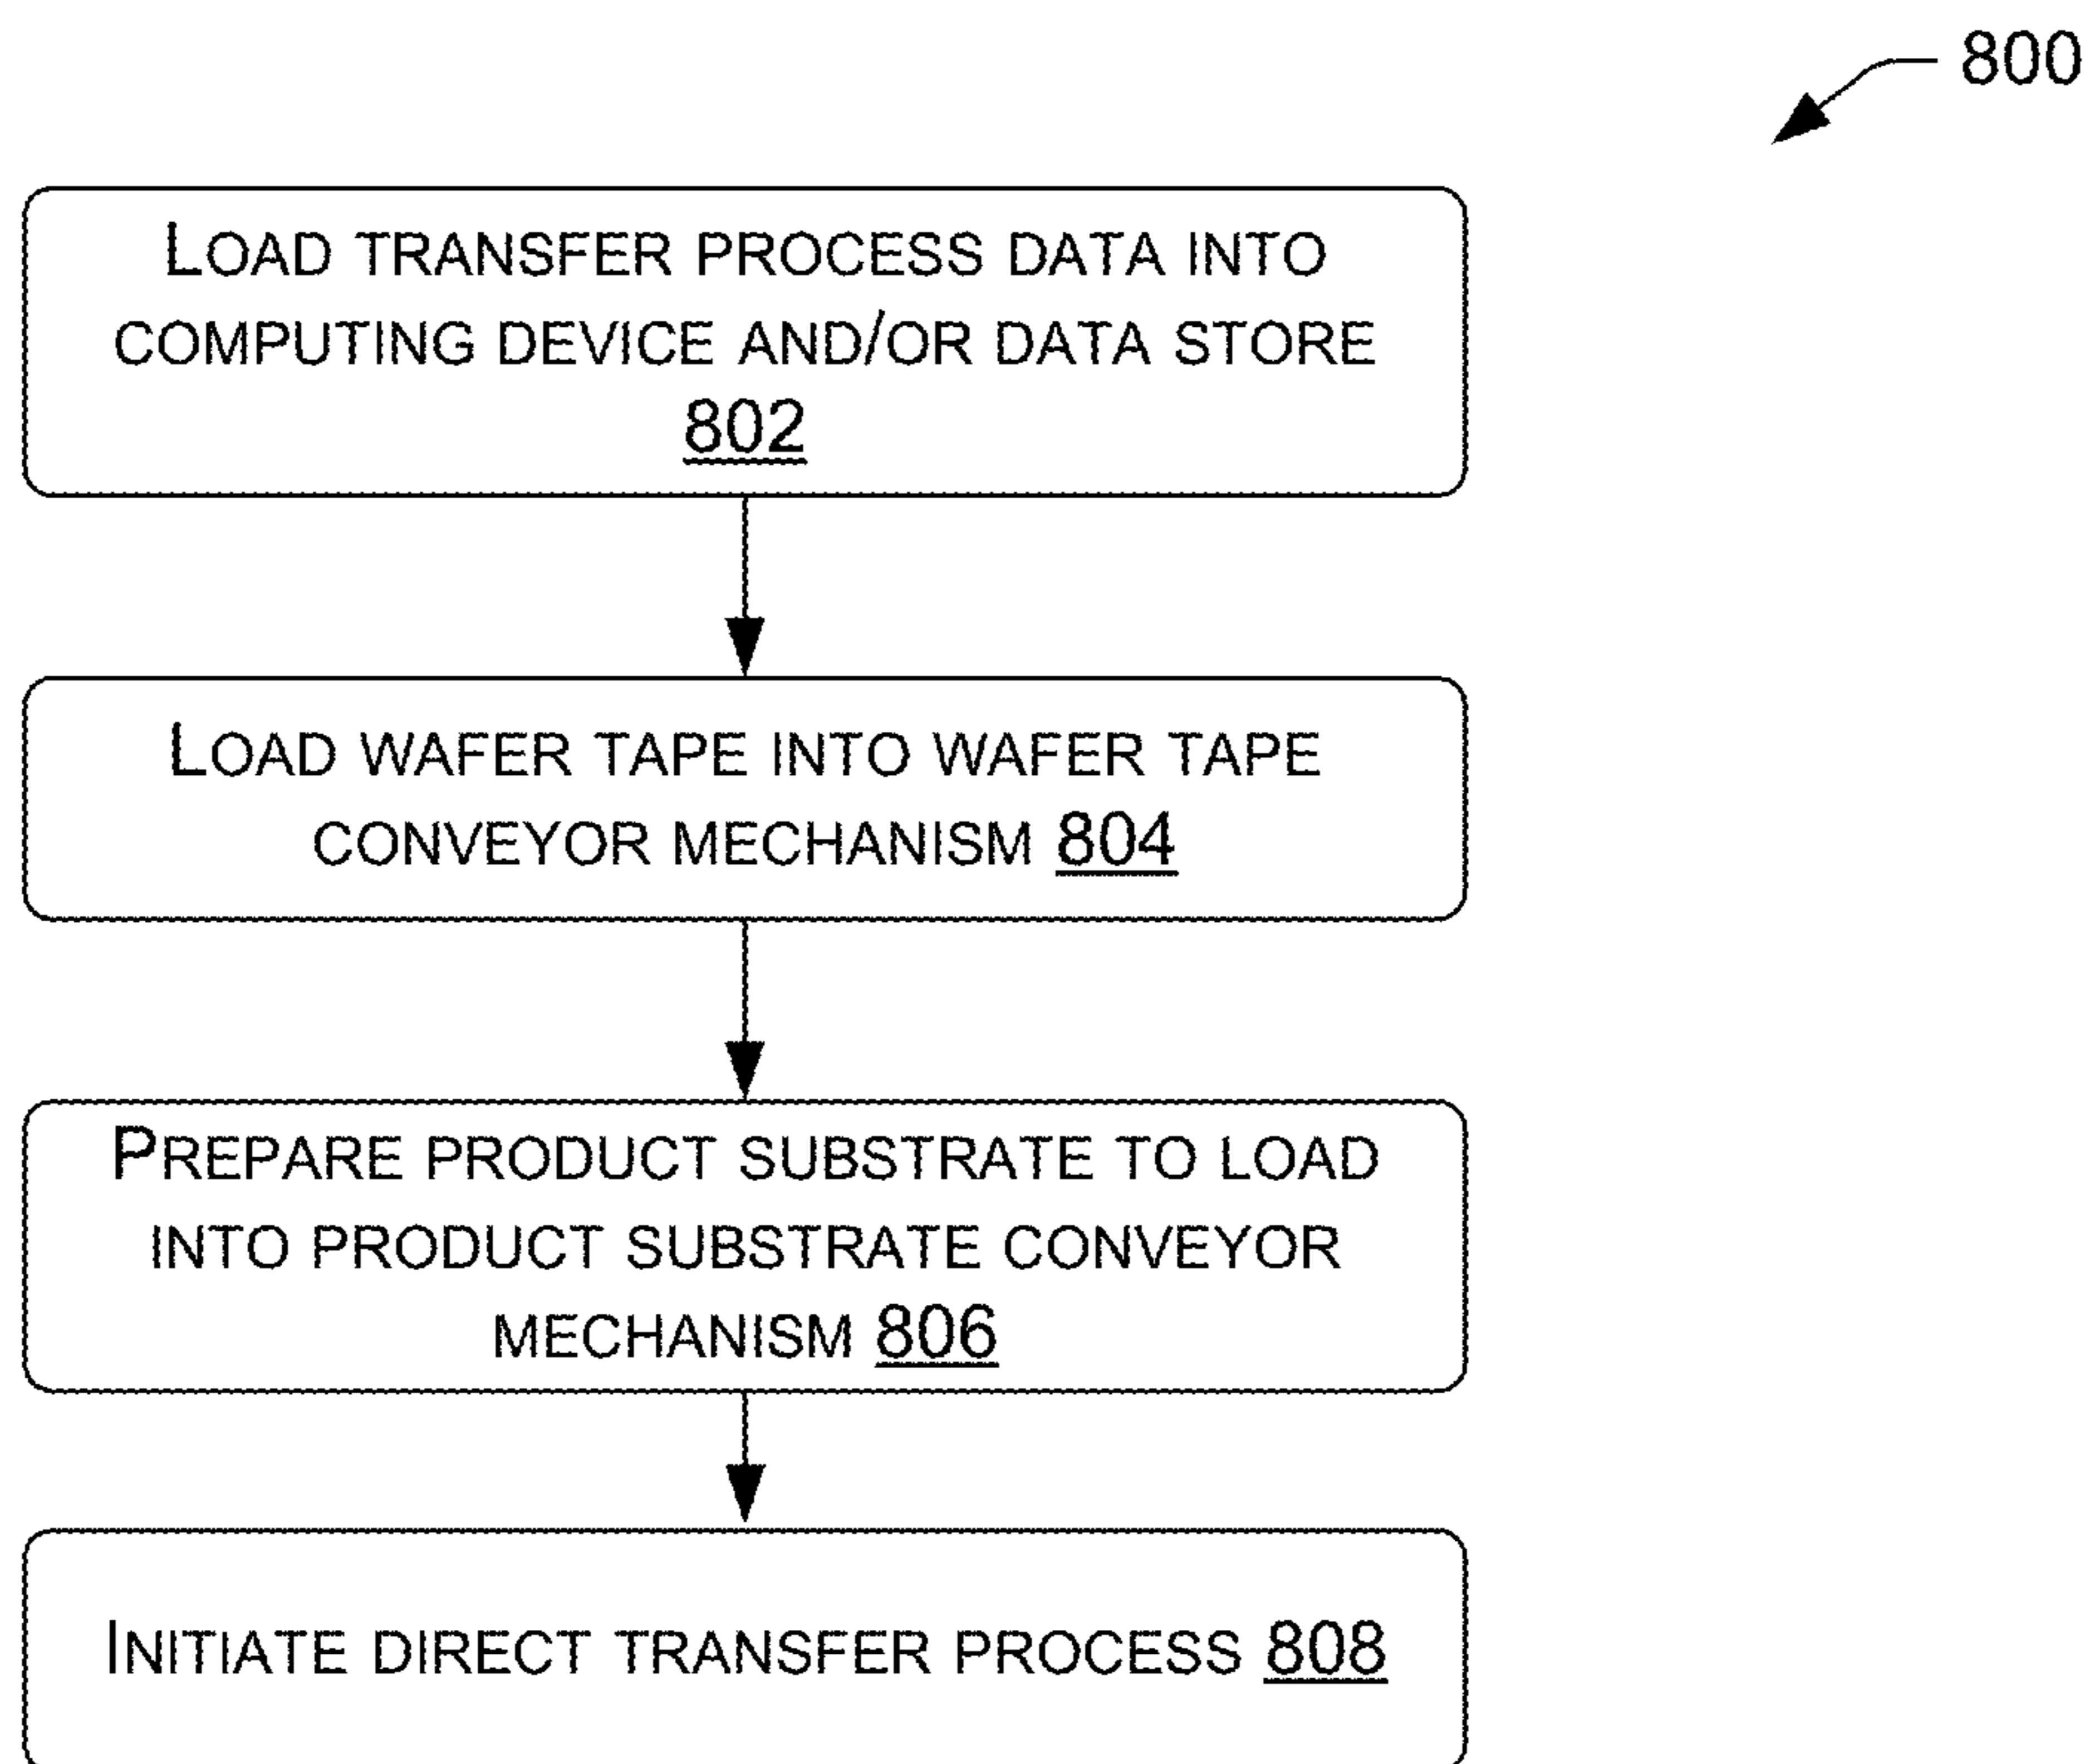 800
LOAD TRANSFER PROCESS DATA INTO
COMPUTING DEVICE AND/OR DATA STORE
802
LOAD WAFER TAPE INTO WAFER TAPE
CONVEYOR MECHANISM 804
PREPARE PRODUCT SUBSTRATE TO LOAD
INTO PRODUCT SUBSTRATE CONVEYOR
MECHANISM 806
INITIATE DIRECT TRANSFER PROCESS 808